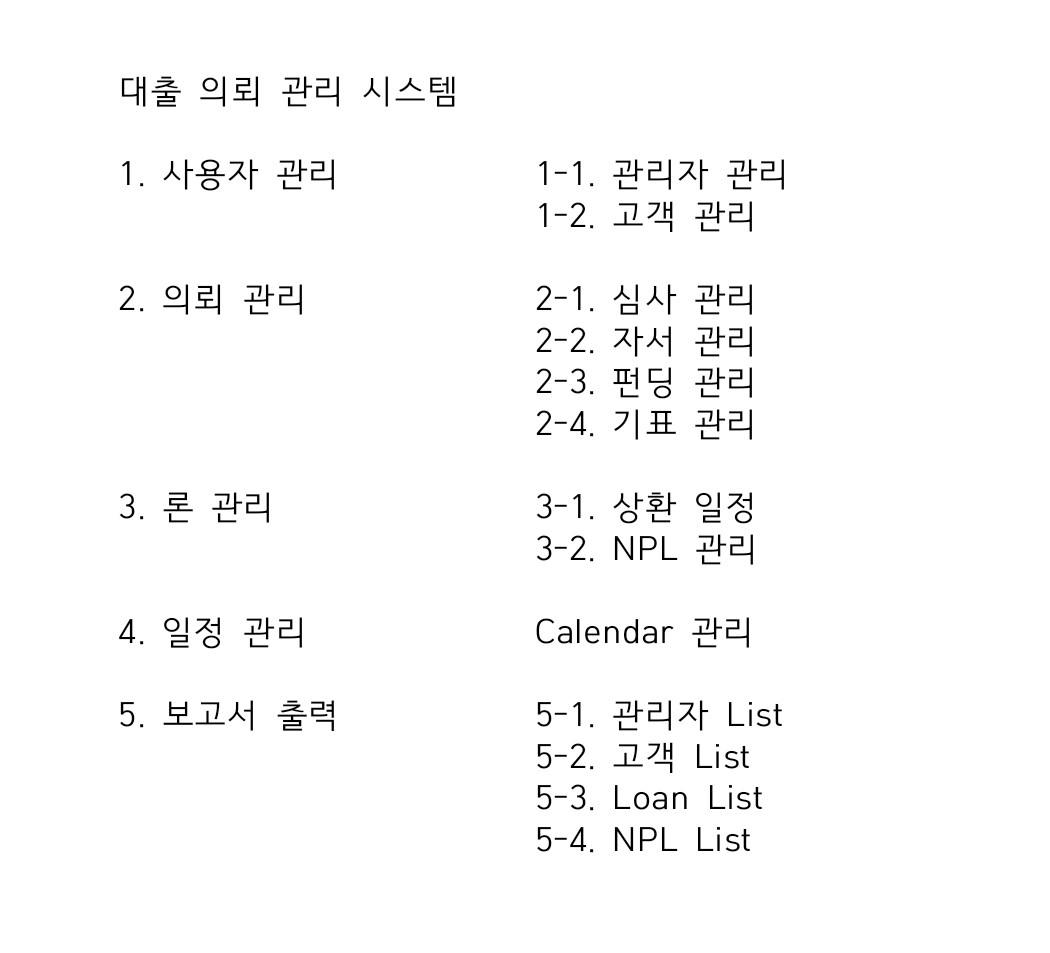 대출 의뢰 관리 시스템
1. 사용자 관리 1-1. 관리자 관리
1-2. 고객 관리
2. 의뢰 관리 2-1. 심사 관리
2-2. 자서 관리
2-3. 펀딩 관리
2-4. 기표 관리
3. 론 관리 3-1. 상환 일정
3-2. NPL 관리
4. 일정 관리 Calendar 관리
5. 보고서 출력 5-1. 관리자 List
5-2. 고객 List
5-3. Loan List
5-4. NPL List